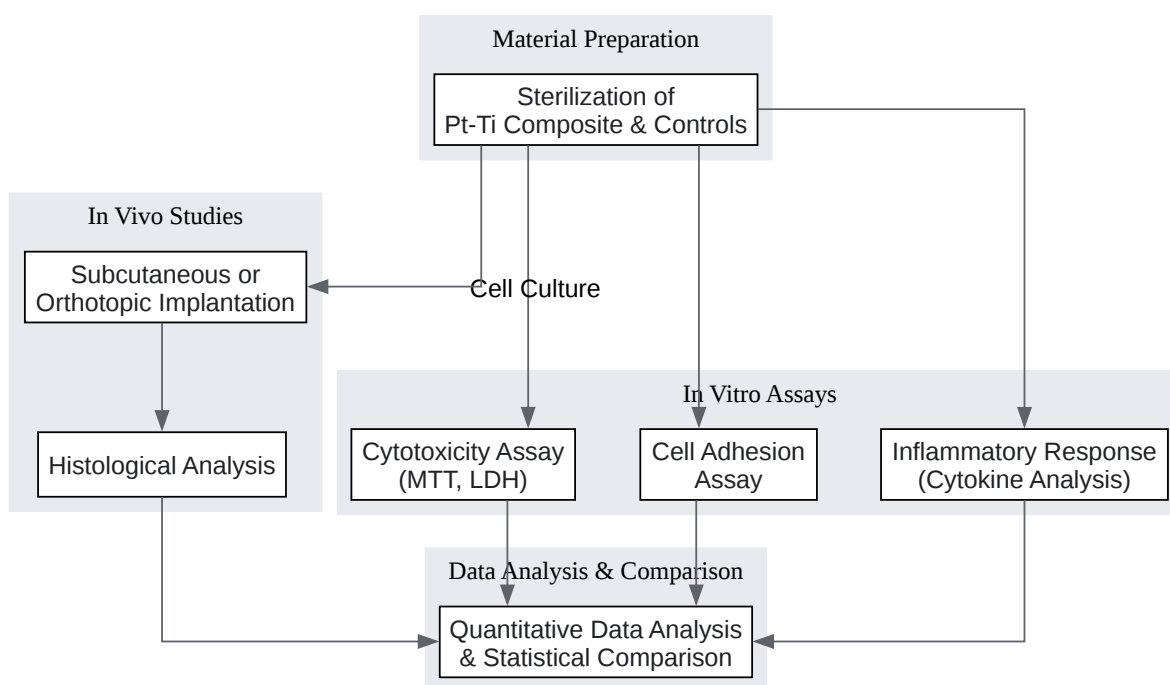 Material Preparation
Sterilization of
Pt-Ti Composite & Controls
In Vivo Studies
Subcutaneous or
Orthotopic Implantation
Cell Culture
In Vitro Assays
Histological Analysis
Cytotoxicity Assay
(MTT, LDH)
Cell Adhesion
Assay
Inflammatory Response
(Cytokine Analysis)
Data Analysis & Comparison
Quantitative Data Analysis
& Statistical Comparison